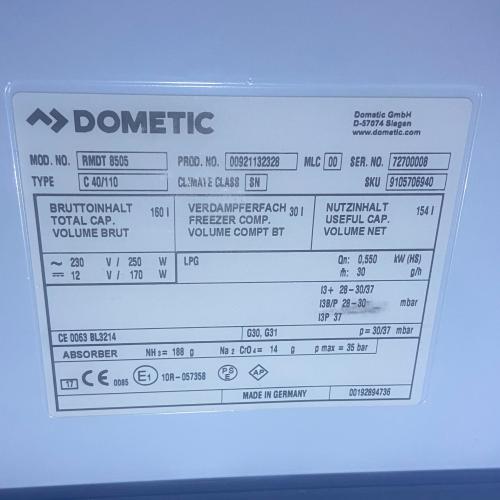 DOMETIC
Dometic GmbH
D-57074 Siegen
www.dometic.com
MOD. NO. RMDT 8505 PROD. NO. 00921132328 MLC 00 SER. NO. 72700008
TYPE C 40/110 CLIMATE CLASS SN SKU 9105706940
BRUTTOINHALT
TOTAL CAP. 160 l
VOLUME BRUT
VERDAMPFERFACH
FREEZER COMP. 30 l
VOLUME COMPT BT
NUTZINHALT
USEFUL CAP. 154 l
VOLUME NET
~ 230 V / 250 W
⎓ 12 V / 170 W
LPG
Qn: 0,550 kW (HS)
ṁ: 30 g/h
I3+ 28-30/37
I3B/P 28-30 mbar
I3P 37
CE 0063 BL3214 G30, G31 p = 30/37 mbar
ABSORBER NH3 = 188 g Na2CrO4 = 14 g p max = 35 bar
17 CE 0085 E1 10R-057358 PSE AP
MADE IN GERMANY 00192894736